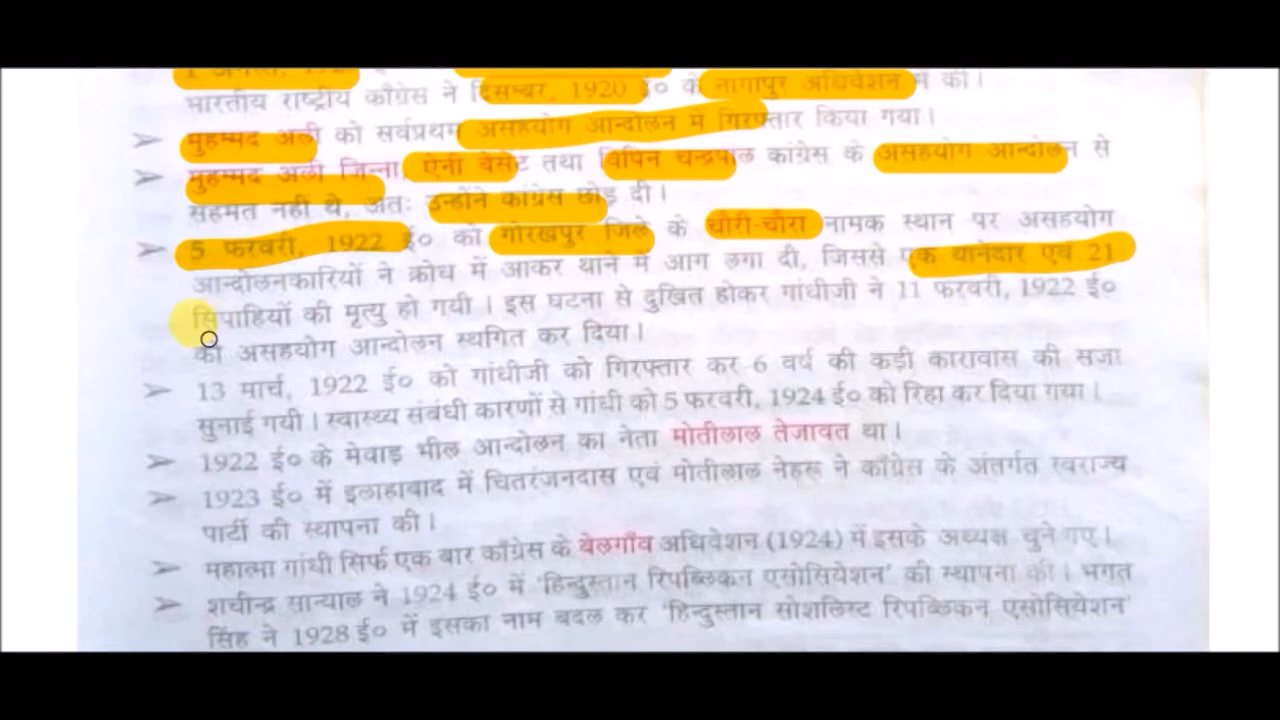 भारतीय राष्ट्रीय काँग्रेस ने दिसम्बर, 1920 ई० के नागापुर अधिवेशन में की।
➢ मुहम्मद अली को सर्वप्रथम असहयोग आन्दोलन में गिरफ्तार किया गया।
➢ मुहम्मद अली जिन्ना, ऐनी बेसेंट तथा विपिन चन्द्रपाल कांग्रेस के असहयोग आन्दोलन से
सहमत नहीं थे, अतः उन्होंने कांग्रेस छोड़ दी।
➢ 5 फरवरी, 1922 ई० को गोरखपुर जिले के चौरी-चौरा नामक स्थान पर असहयोग
आन्दोलनकारियों ने क्रोध में आकर थाने में आग लगा दी, जिससे एक थानेदार एवं 21
सिपाहियों की मृत्यु हो गयी। इस घटना से दुखित होकर गांधीजी ने 11 फरवरी, 1922 ई०
को असहयोग आन्दोलन स्थगित कर दिया।
➢ 13 मार्च, 1922 ई० को गांधीजी को गिरफ्तार कर 6 वर्ष की कड़ी कारावास की सजा
सुनाई गयी। स्वास्थ्य संबंधी कारणों से गांधी को 5 फरवरी, 1924 ई० को रिहा कर दिया गया।
➢ 1922 ई० के मेवाड़ भील आन्दोलन का नेता मोतीलाल तेजावत था।
➢ 1923 ई० में इलाहाबाद में चितरंजनदास एवं मोतीलाल नेहरू ने काँग्रेस के अंतर्गत स्वराज्य
पार्टी की स्थापना की।
➢ महात्मा गांधी सिर्फ एक बार काँग्रेस के बेलगाँव अधिवेशन (1924) में इसके अध्यक्ष चुने गए।
➢ शचीन्द्र सान्याल ने 1924 ई० में 'हिन्दुस्तान रिपब्लिकन एसोसियेशन' की स्थापना की। भगत
सिंह ने 1928 ई० में इसका नाम बदल कर 'हिन्दुस्तान सोशलिस्ट रिपब्लिकन एसोसियेशन'